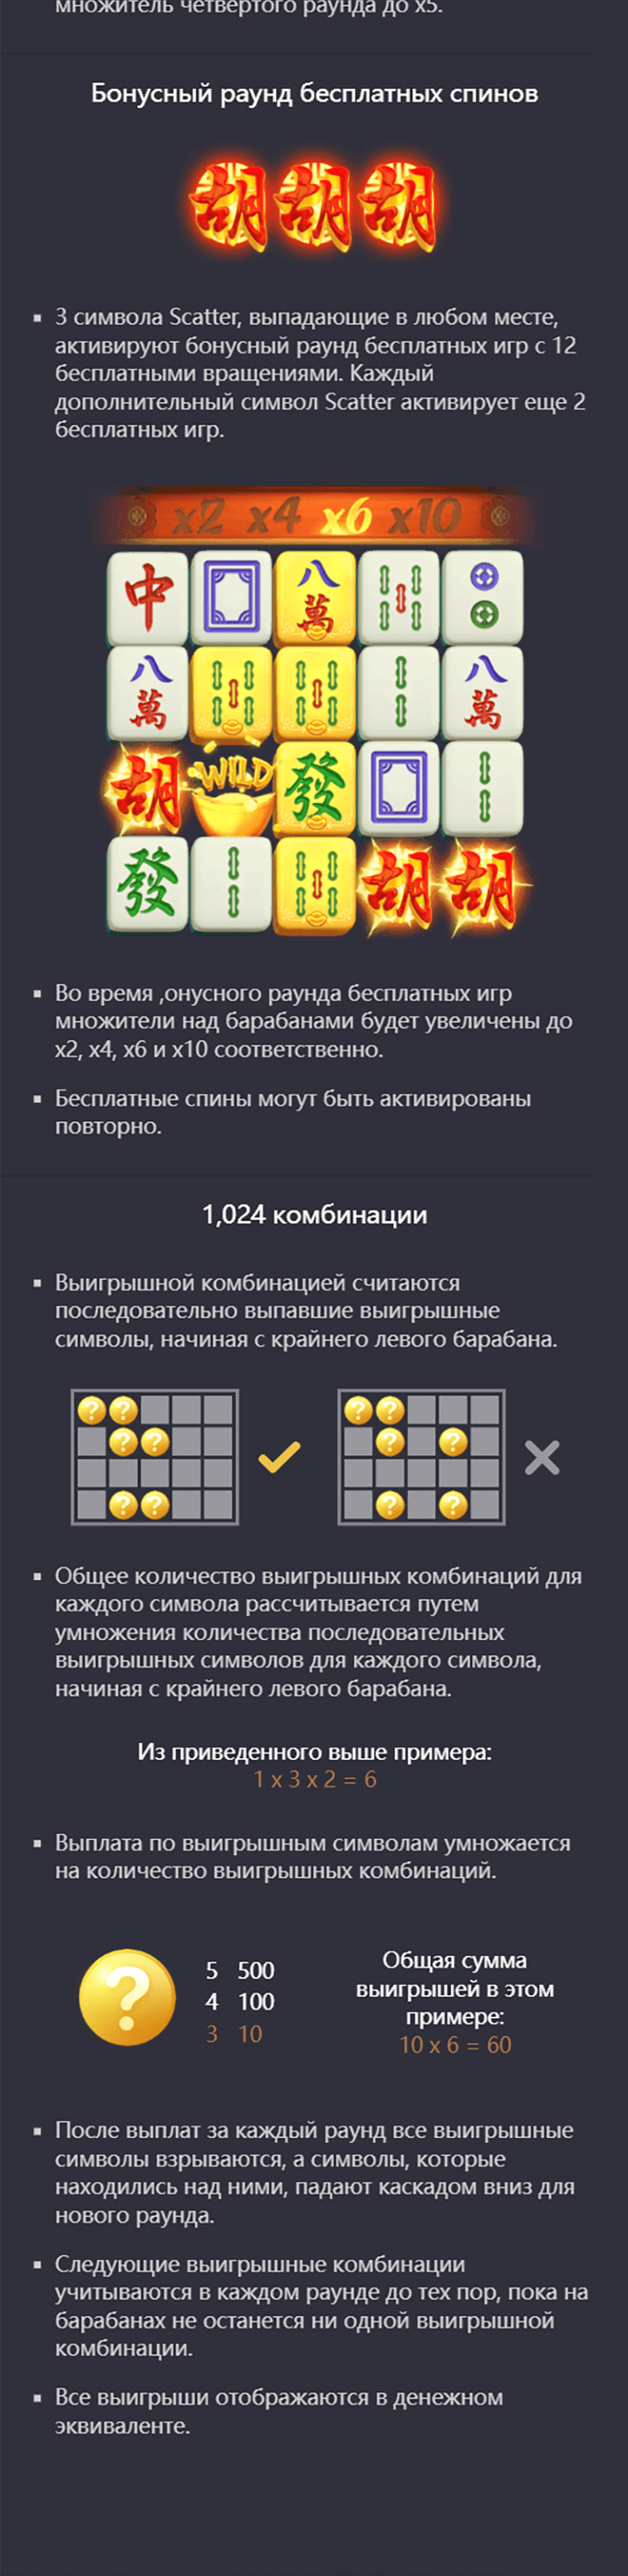 множитель четвертого раунда до x5.
Бонусный раунд бесплатных спинов
胡 胡 胡
▪ 3 символа Scatter, выпадающие в любом месте,
активируют бонусный раунд бесплатных игр с 12
бесплатными вращениями. Каждый
дополнительный символ Scatter активирует еще 2
бесплатных игр.
x2 x4 x6 x10
中 八萬
八萬 八萬
胡 WILD 發
發 胡 胡
▪ Во время ,онусного раунда бесплатных игр
множители над барабанами будет увеличены до
x2, x4, x6 и x10 соответственно.
▪ Бесплатные спины могут быть активированы
повторно.
1,024 комбинации
▪ Выигрышной комбинацией считаются
последовательно выпавшие выигрышные
символы, начиная с крайнего левого барабана.
? ? ? ?
? ? ? ?
? ? ? ?
▪ Общее количество выигрышных комбинаций для
каждого символа рассчитывается путем
умножения количества последовательных
выигрышных символов для каждого символа,
начиная с крайнего левого барабана.
Из приведенного выше примера:
1 x 3 x 2 = 6
▪ Выплата по выигрышным символам умножается
на количество выигрышных комбинаций.
?
5 500
4 100
3 10
Общая сумма
выигрышей в этом
примере:
10 x 6 = 60
▪ После выплат за каждый раунд все выигрышные
символы взрываются, а символы, которые
находились над ними, падают каскадом вниз для
нового раунда.
▪ Следующие выигрышные комбинации
учитываются в каждом раунде до тех пор, пока на
барабанах не останется ни одной выигрышной
комбинации.
▪ Все выигрыши отображаются в денежном
эквиваленте.